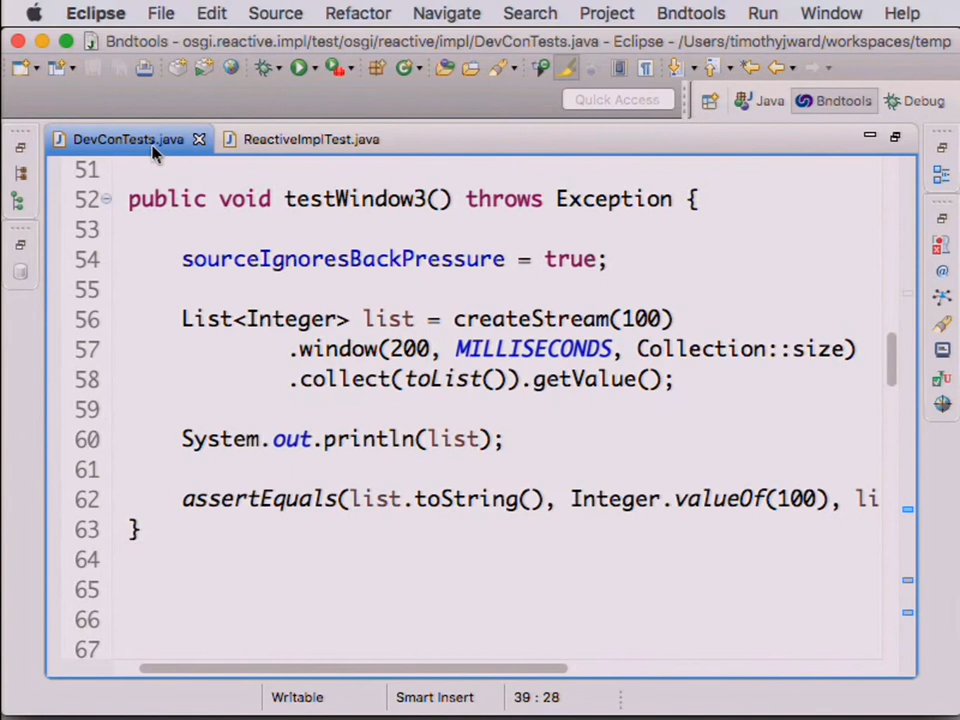 Eclipse File Edit Source Refactor Navigate Search Project Bndtools Run Window Help
Bndtools - osgi.reactive.impl/test/osgi/reactive/impl/DevConTests.java - Eclipse - /Users/timothyjward/workspaces/temp
Quick Access Java Bndtools Debug
DevConTests.java ReactiveImplTest.java
51
52 public void testWindow3() throws Exception {
53
54 sourceIgnoresBackPressure = true;
55
56 List<Integer> list = createStream(100)
57 .window(200, MILLISECONDS, Collection::size)
58 .collect(toList()).getValue();
59
60 System.out.println(list);
61
62 assertEquals(list.toString(), Integer.valueOf(100), li
63 }
64
65
66
67
Writable Smart Insert 39 : 28